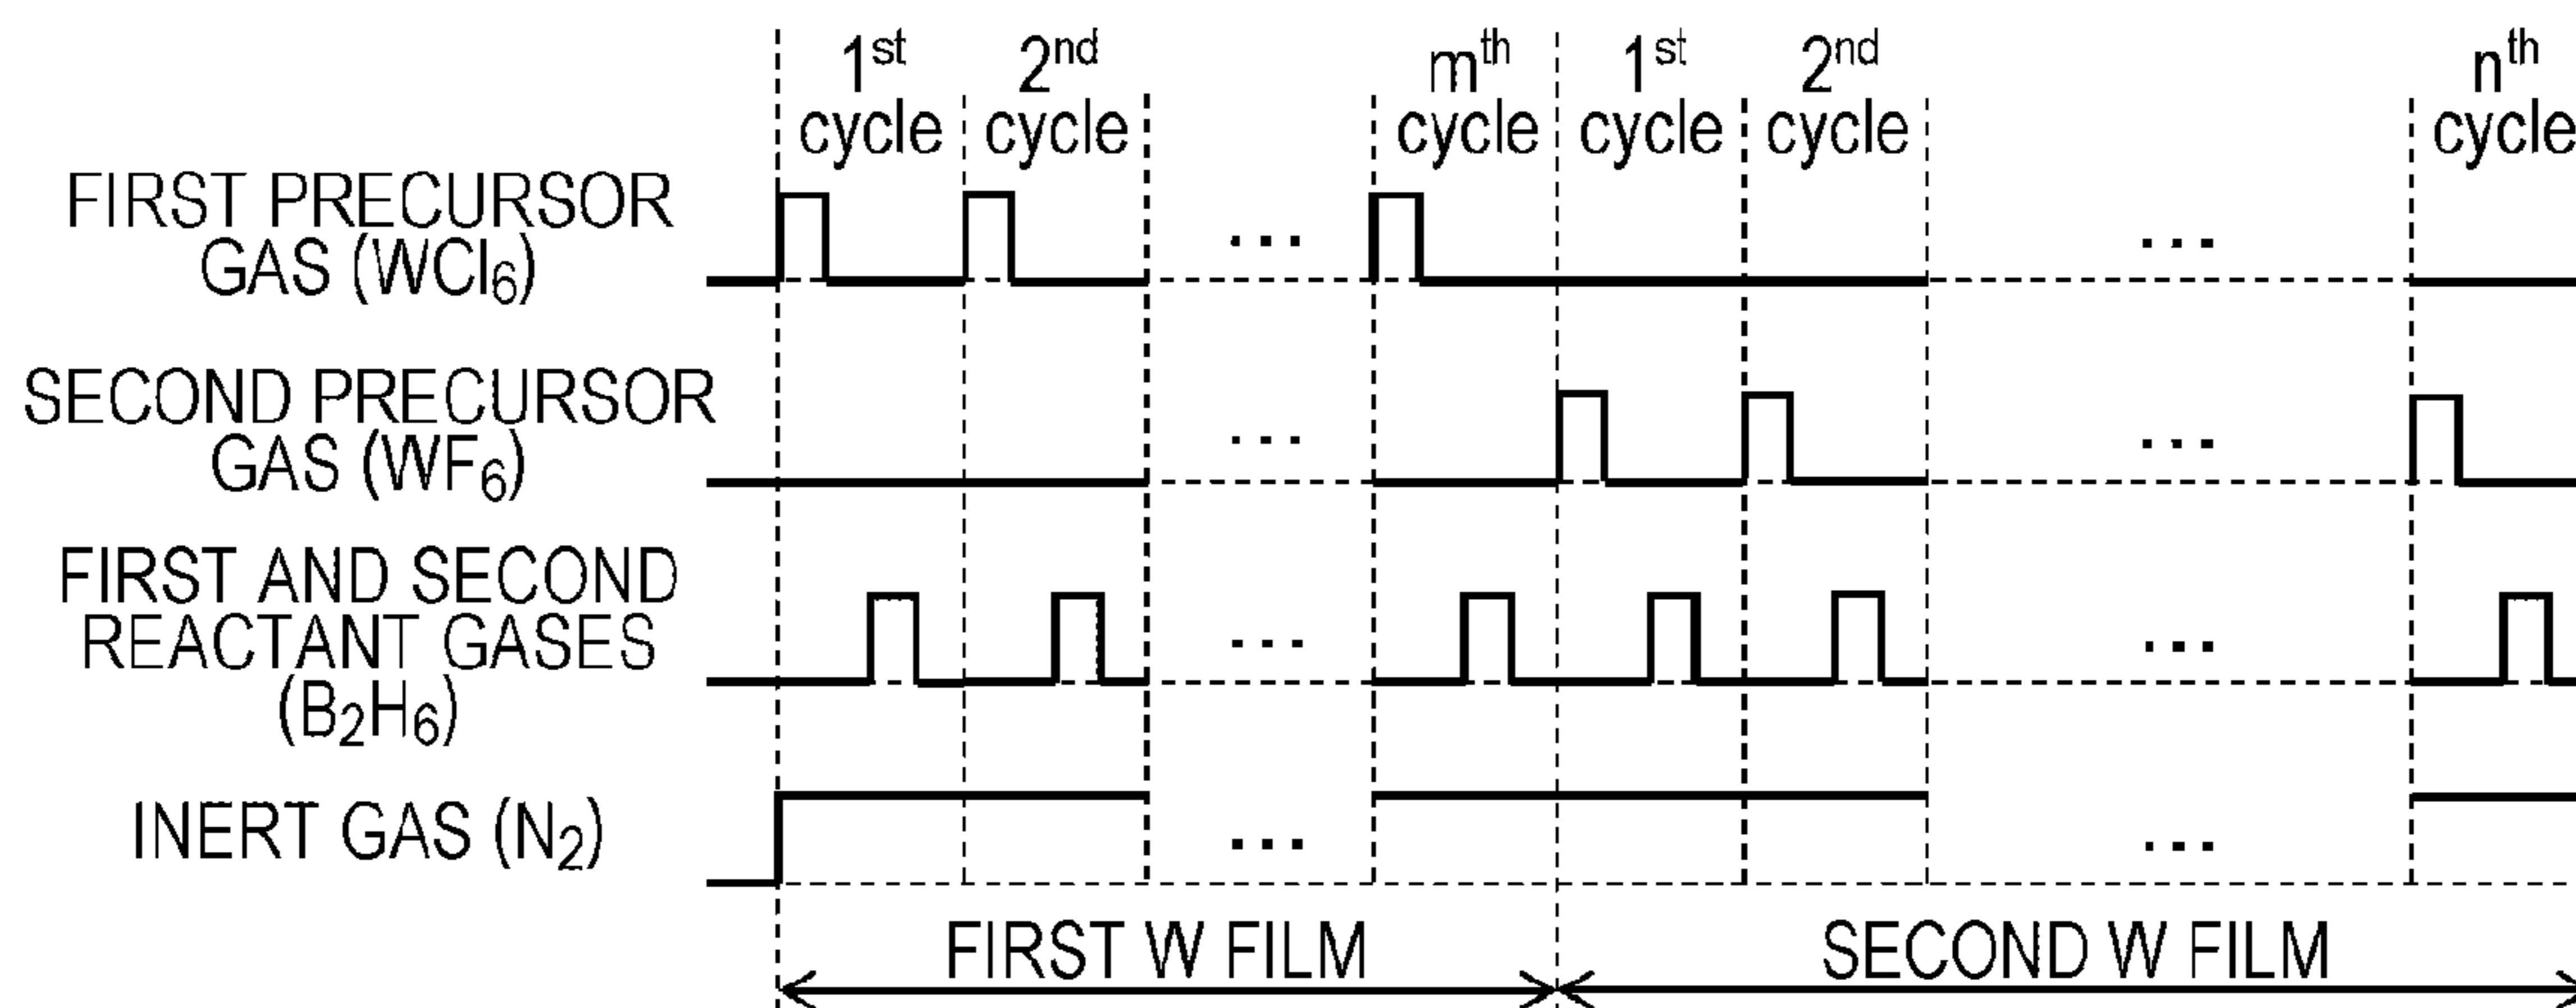 1st cycle
2nd cycle
mth cycle
1st cycle
2nd cycle
nth cycle
FIRST PRECURSOR
GAS (WCl6)
...
...
SECOND PRECURSOR
GAS (WF6)
...
...
FIRST AND SECOND
REACTANT GASES
(B2H6)
...
...
INERT GAS (N2)
...
...
FIRST W FILM
SECOND W FILM